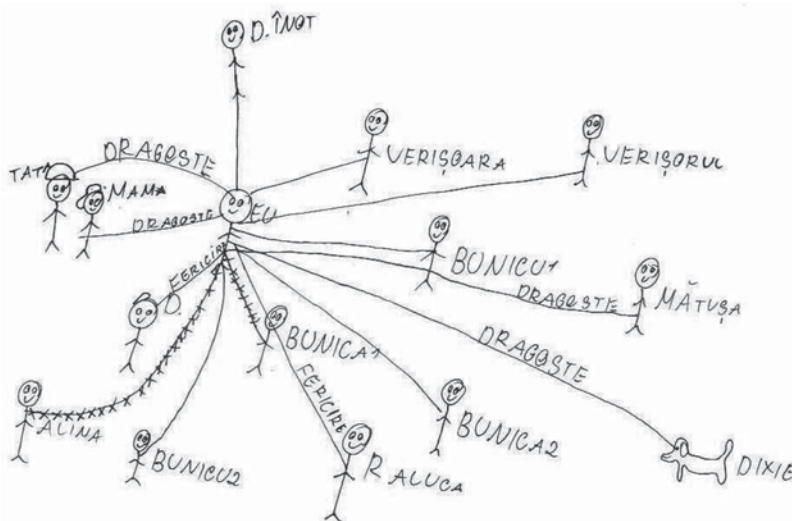 D. ÎNOT
DRAGOSTE
VERIȘOARA
VERIȘORUL
TATA
MAMA
DRAGOSTE
EU
BUNICU1
FERICIRE
D.
DRAGOSTE
MĂTUȘA
BUNICA1
DRAGOSTE
FERICIRE
ALINA
BUNICU2
RALUCA
BUNICA2
DIXIE